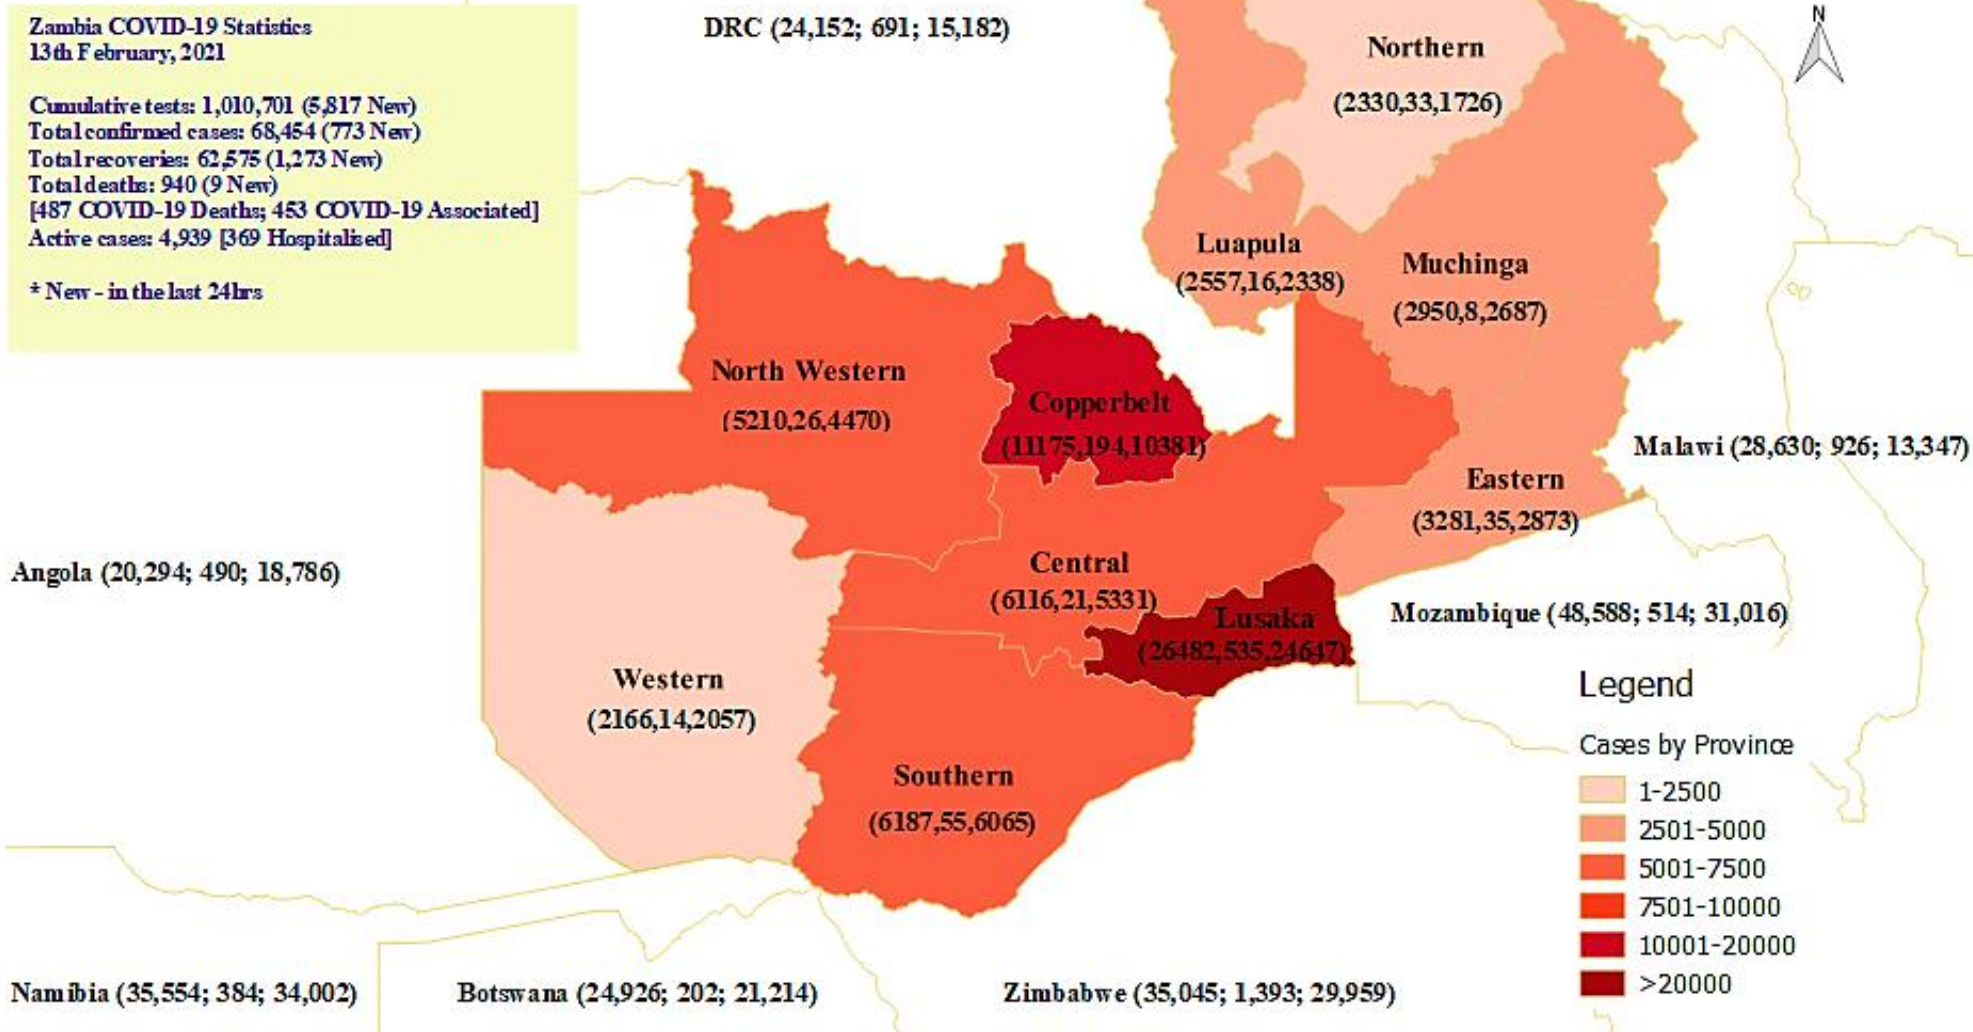 Zambia COVID-19 Statistics
13th February, 2021
Cumulative tests: 1,010,701 (5,817 New)
Total confirmed cases: 68,454 (773 New)
Total recoveries: 62,575 (1,273 New)
Total deaths: 940 (9 New)
[487 COVID-19 Deaths; 453 COVID-19 Associated]
Active cases: 4,939 [369 Hospitalised]
* New - in the last 24hrs
DRC (24,152; 691; 15,182)
N
Northern
(2330,33,1726)
Luapula
(2557,16,2338)
Muchinga
(2950,8,2687)
North Western
(5210,26,4470)
Copperbelt
(11175,194,10381)
Malawi (28,630; 926; 13,347)
Eastern
(3281,35,2873)
Angola (20,294; 490; 18,786)
Central
(6116,21,5331)
Lusaka
(26482,535,24647)
Mozambique (48,588; 514; 31,016)
Western
(2166,14,2057)
Southern
(6187,55,6065)
Legend
Cases by Province
1-2500
2501-5000
5001-7500
7501-10000
10001-20000
>20000
Namibia (35,554; 384; 34,002)
Botswana (24,926; 202; 21,214)
Zimbabwe (35,045; 1,393; 29,959)